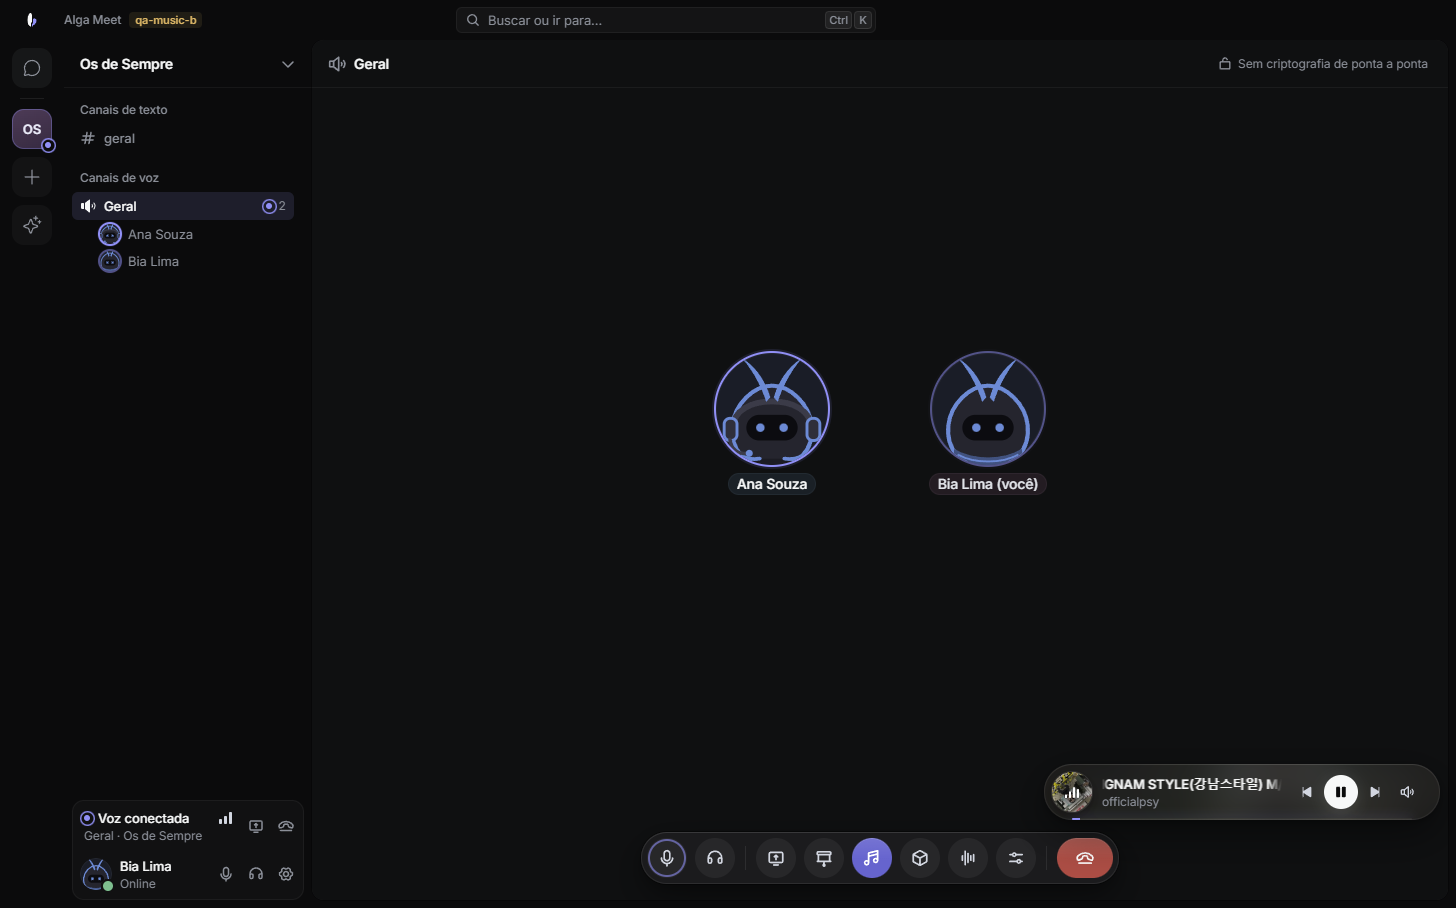 Alga Meet
qa-music-b
Buscar ou ir para...
Ctrl
K
OS
Os de Sempre
Canais de texto
geral
Canais de voz
Geral
2
Ana Souza
Bia Lima
Geral
Sem criptografia de ponta a ponta
Ana Souza
Bia Lima (você)
GNAM STYLE(강남스타일) M
officialpsy
Voz conectada
Geral · Os de Sempre
Bia Lima
Online